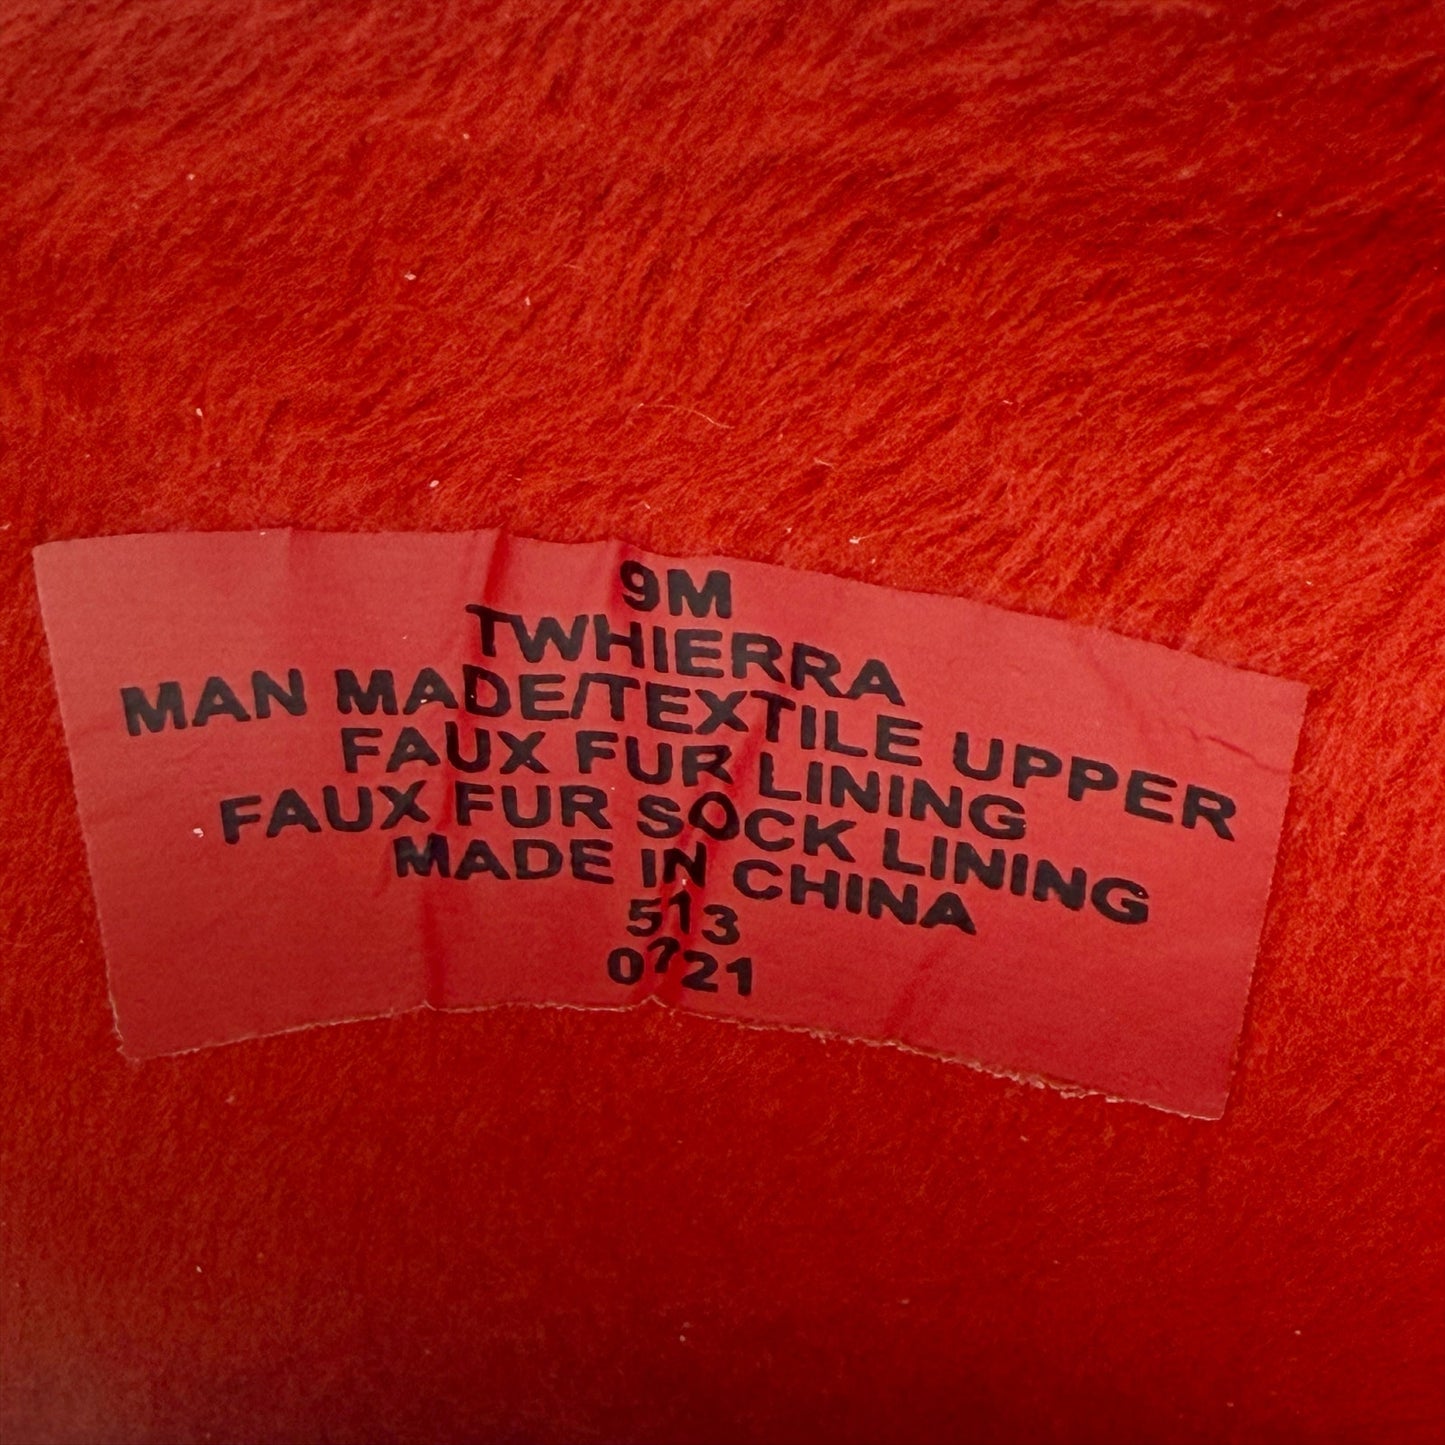 9M
TWHIERRA
MAN MADE/TEXTILE UPPER
FAUX FUR LINING
FAUX FUR SOCK LINING
MADE IN CHINA
513
0721